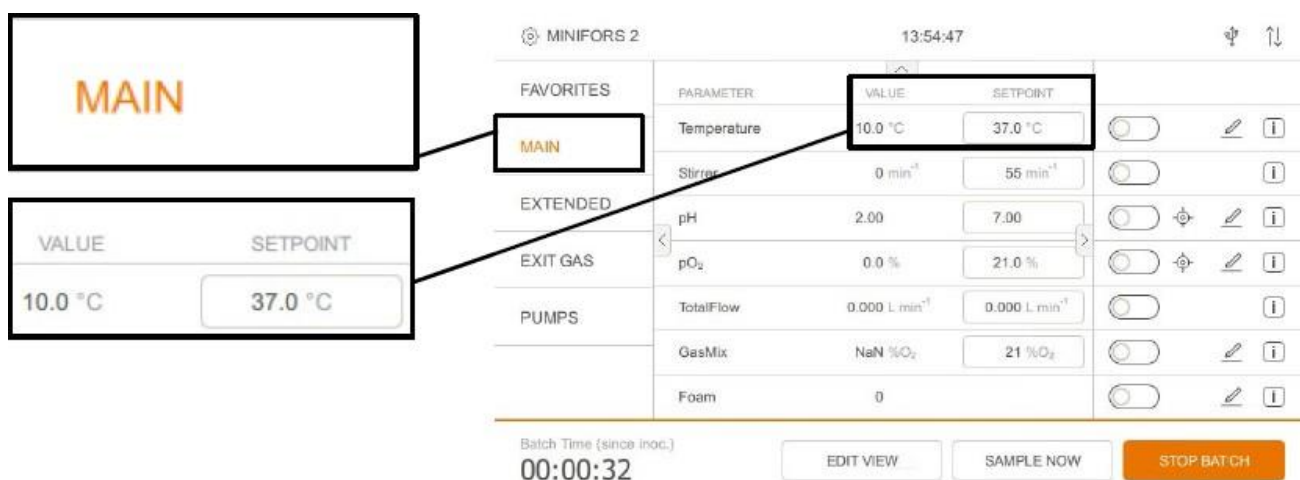 MAIN
VALUE SETPOINT
10.0 °C 37.0 °C
MINIFORS 2 13:54:47
FAVORITES
MAIN
EXTENDED
EXIT GAS
PUMPS
PARAMETER VALUE SETPOINT
Temperature 10.0 °C 37.0 °C
Stirrer 0 min⁻¹ 55 min⁻¹
pH 2.00 7.00
pO₂ 0.0 % 21.0 %
TotalFlow 0.000 L min⁻¹ 0.000 L min⁻¹
GasMix NaN %O₂ 21 %O₂
Foam 0
Batch Time (since inoc.)
00:00:32
EDIT VIEW SAMPLE NOW STOP BATCH